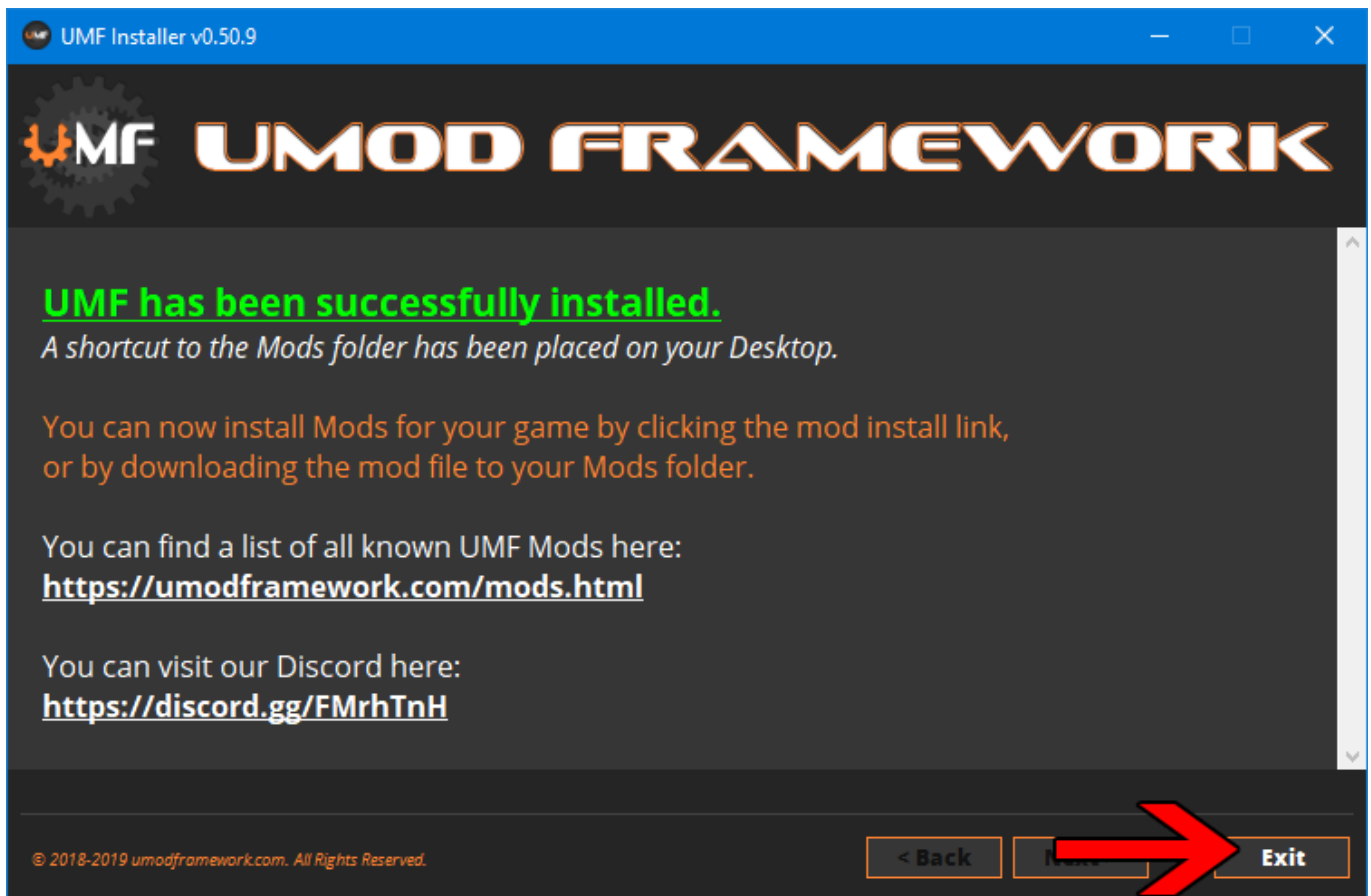 UMF Installer v0.50.9
UMF UMOD FRAMEWORK
UMF has been successfully installed.
A shortcut to the Mods folder has been placed on your Desktop.
You can now install Mods for your game by clicking the mod install link,
or by downloading the mod file to your Mods folder.
You can find a list of all known UMF Mods here:
https://umodframework.com/mods.html
You can visit our Discord here:
https://discord.gg/FMrhTnH
© 2018-2019 umodframework.com. All Rights Reserved.
< Back
Exit